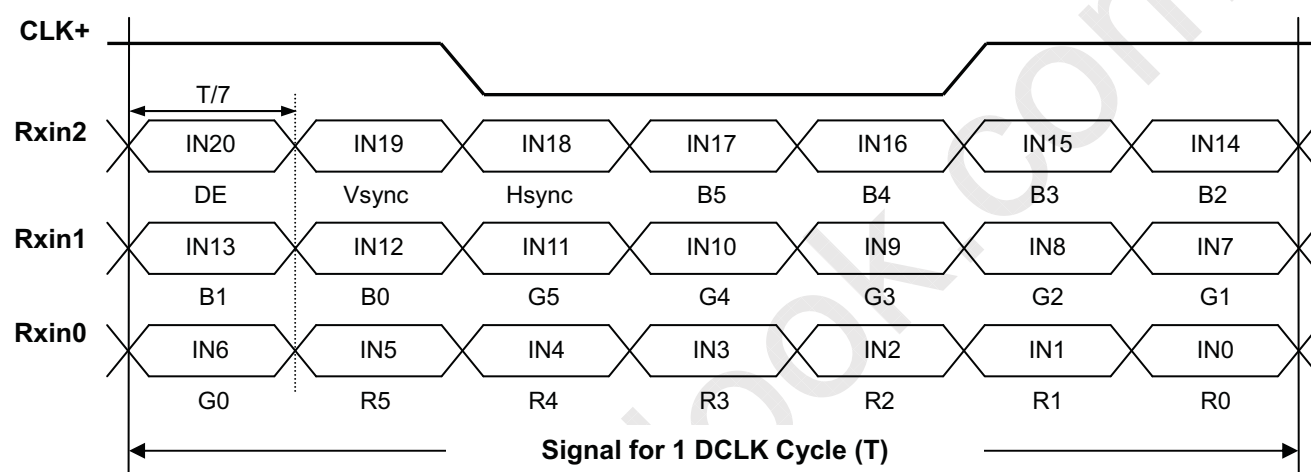 CLK+
T/7
Rxin2 IN20 IN19 IN18 IN17 IN16 IN15 IN14
DE Vsync Hsync B5 B4 B3 B2
Rxin1 IN13 IN12 IN11 IN10 IN9 IN8 IN7
B1 B0 G5 G4 G3 G2 G1
Rxin0 IN6 IN5 IN4 IN3 IN2 IN1 IN0
G0 R5 R4 R3 R2 R1 R0
Signal for 1 DCLK Cycle (T)